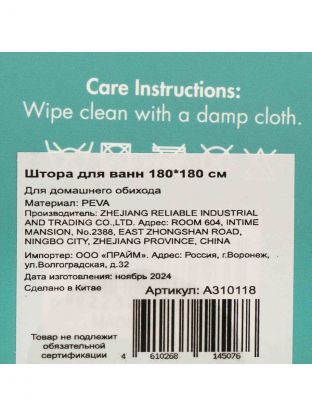 Care Instructions:
Wipe clean with a damp cloth.
Штора для ванн 180*180 см
Для домашнего обихода
Материал: PEVA
Производитель: ZHEJIANG RELIABLE INDUSTRIAL
AND TRADING CO.,LTD. Адрес: ROOM 604, INTIME
MANSION, No.2388, EAST ZHONGSHAN ROAD,
NINGBO CITY, ZHEJIANG PROVINCE, CHINA
Импортер: ООО «ПРАЙМ». Адрес: Россия, г.Воронеж,
ул.Волгоградская, д.32
Дата изготовления: ноябрь 2024
Сделано в Китае Артикул: A310118
Товар не подлежит
обязательной
сертификации
4 610268 145076